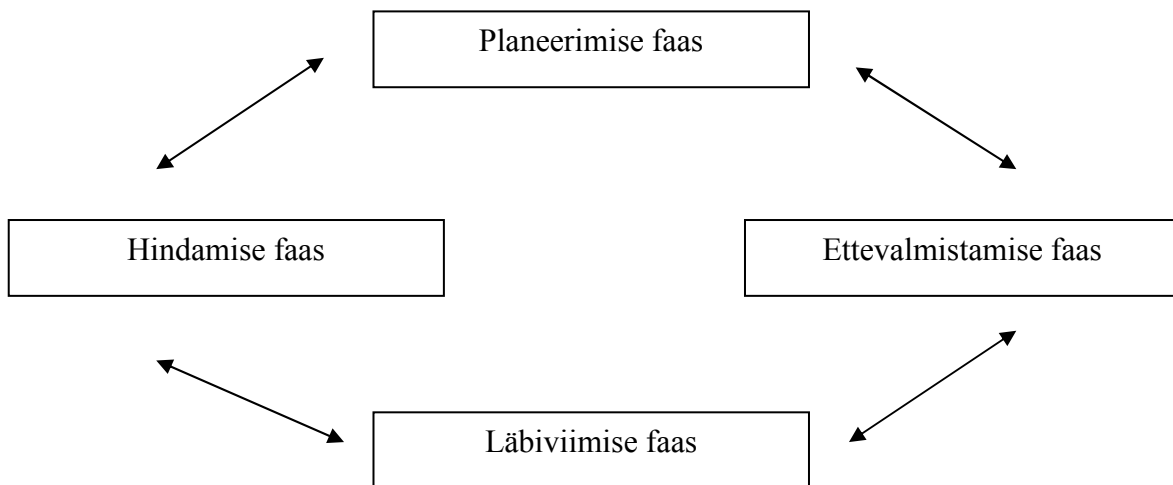 Planeerimise faas
Hindamise faas
Ettevalmistamise faas
Läbiviimise faas